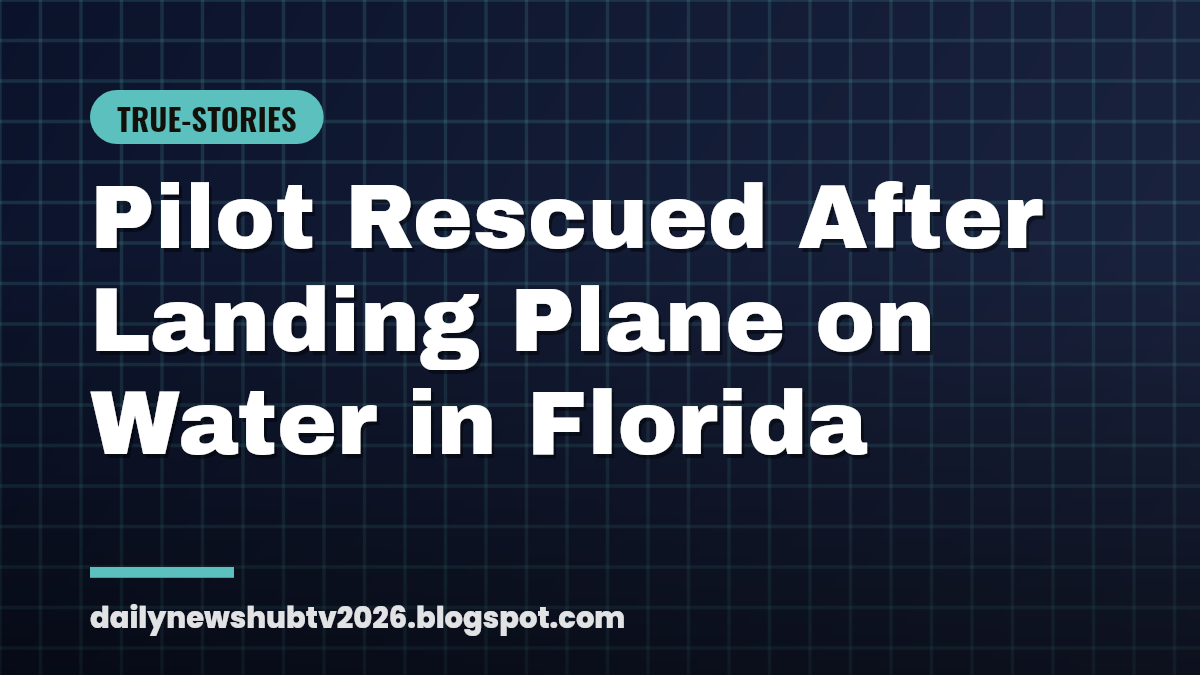 TRUE-STORIES
Pilot Rescued After
Landing Plane on
Water in Florida
dailynewshubtv2026.blogspot.com